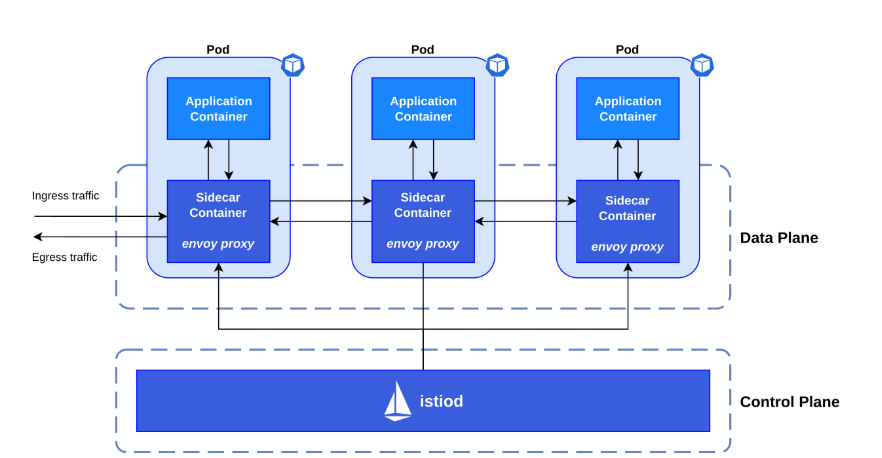 Pod
Pod
Pod
Application
Container
Application
Container
Application
Container
Ingress traffic
Egress traffic
Sidecar
Container
envoy proxy
Sidecar
Container
envoy proxy
Sidecar
Container
envoy proxy
Data Plane
istiod
Control Plane